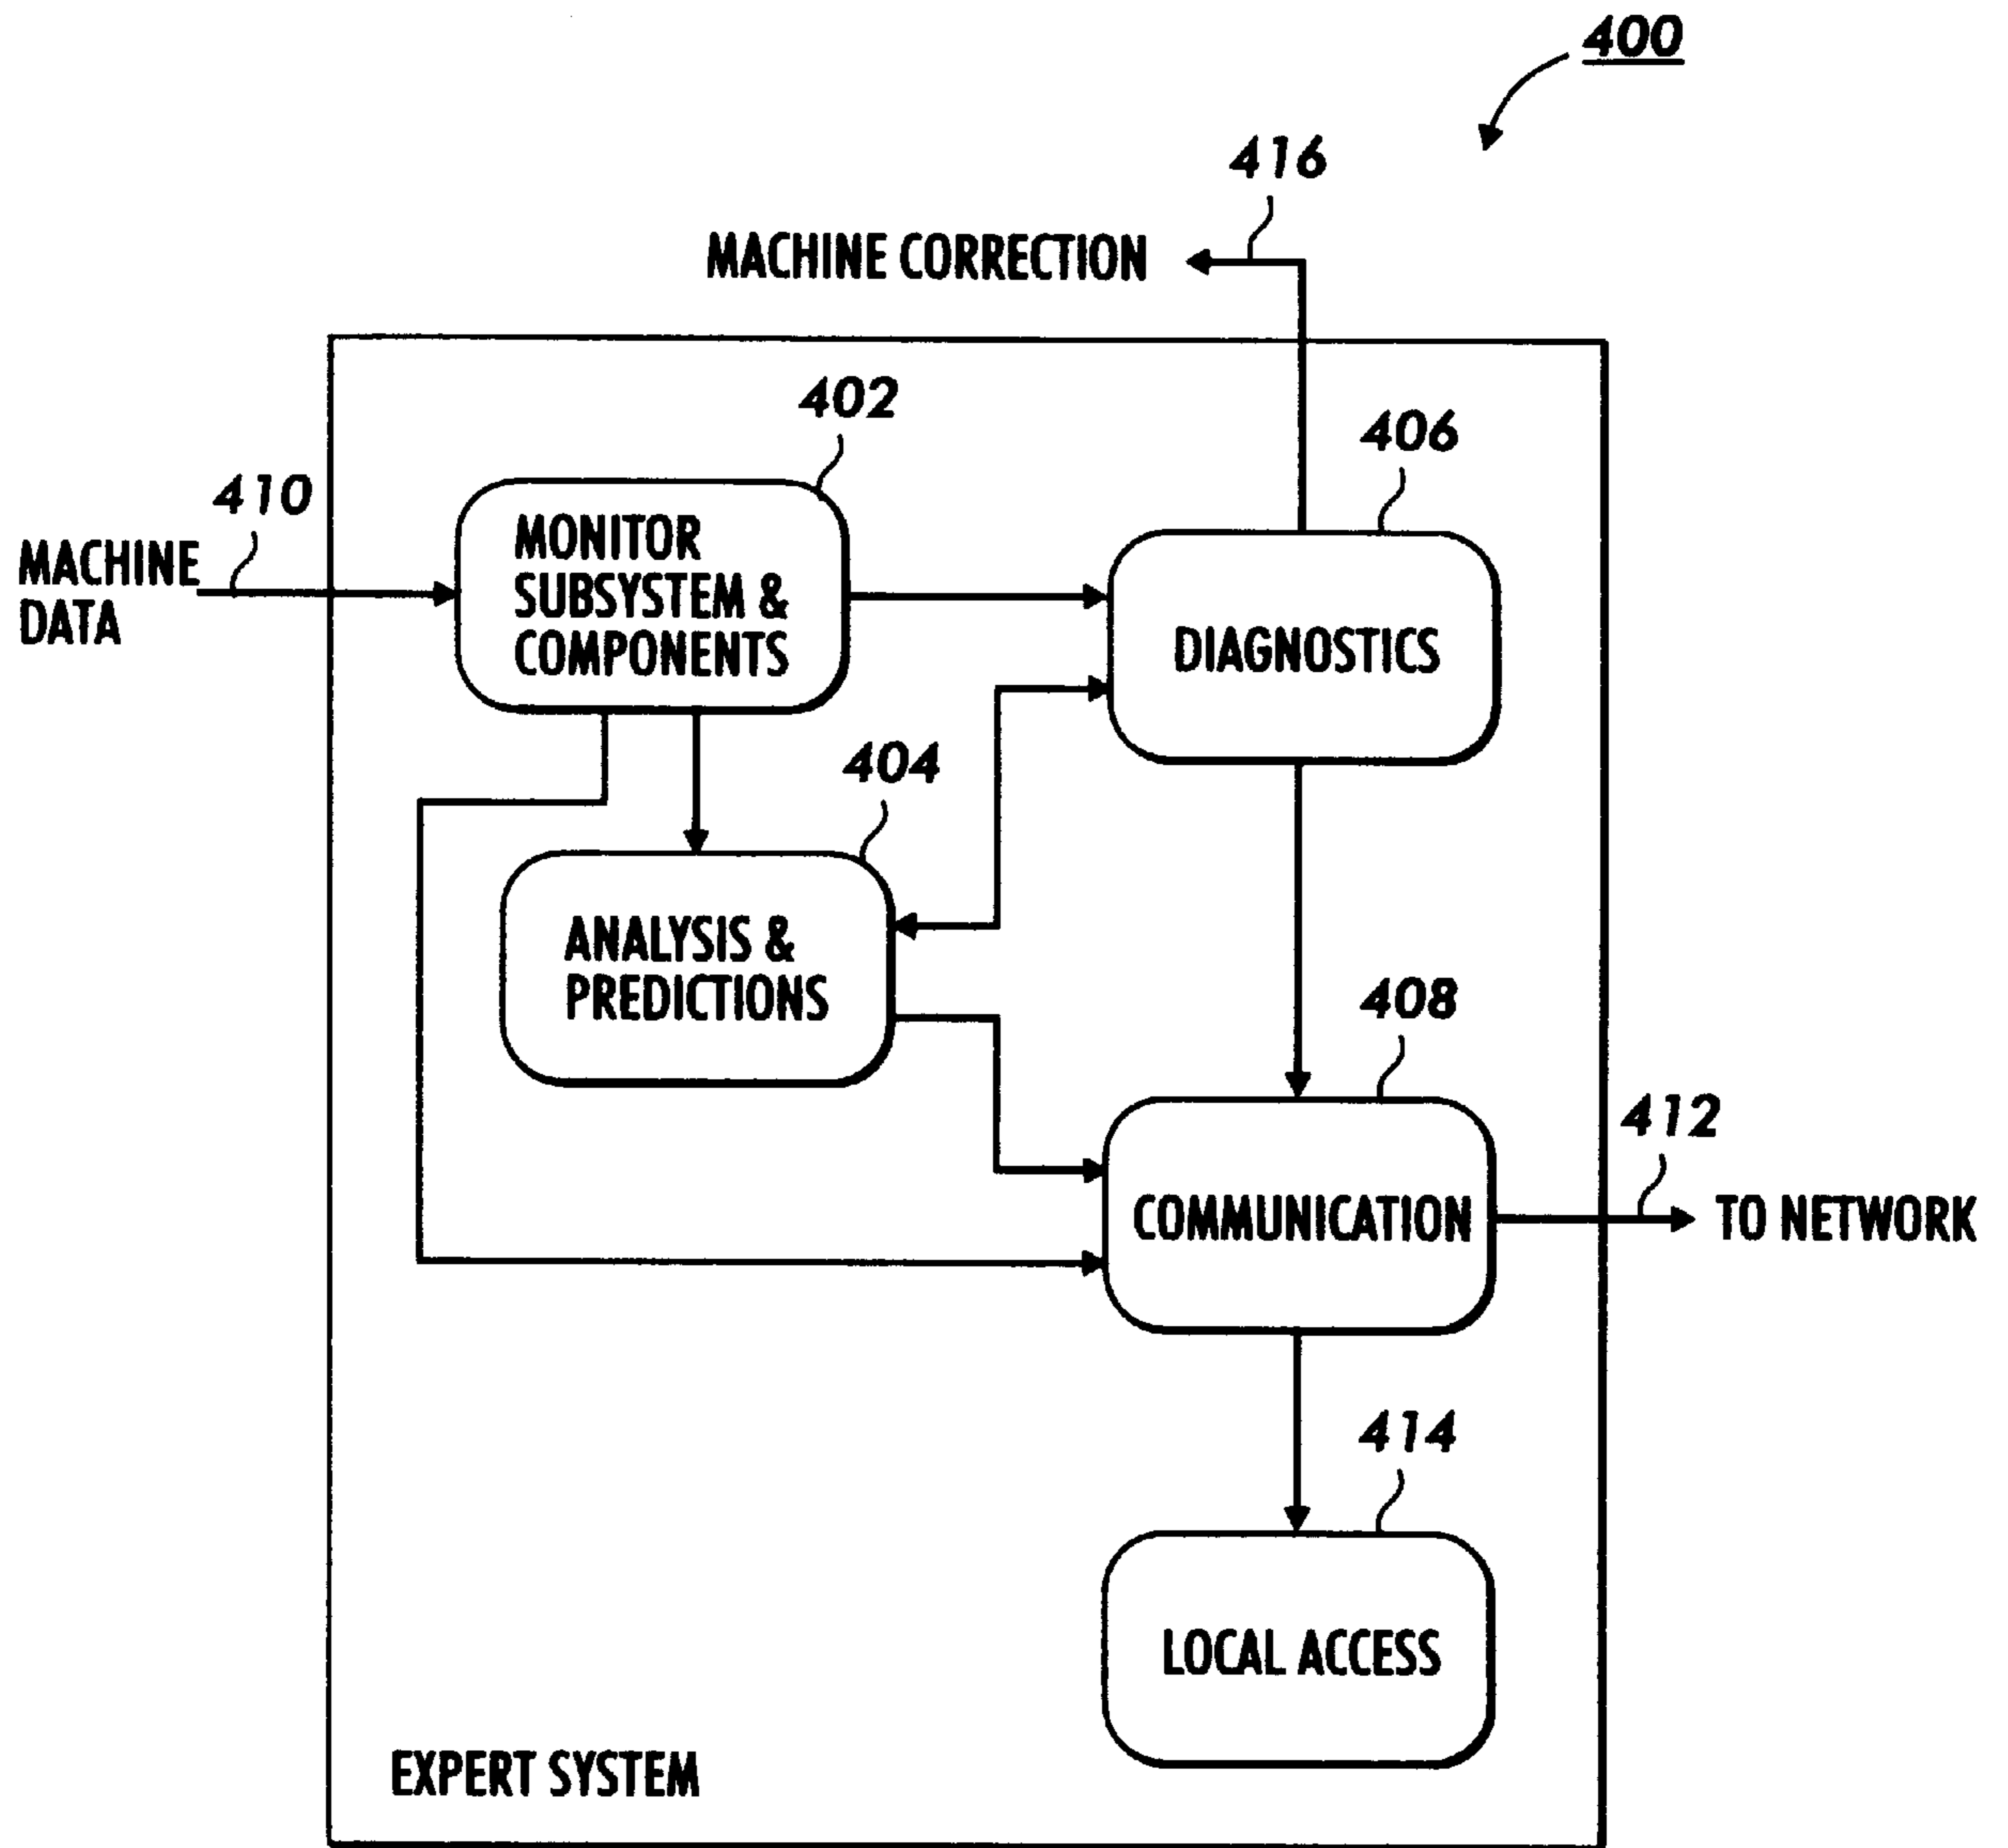 400
416
MACHINE CORRECTION
402
406
410
MACHINE
DATA
MONITOR
SUBSYSTEM &
COMPONENTS
DIAGNOSTICS
404
ANALYSIS &
PREDICTIONS
408
412
COMMUNICATION
TO NETWORK
414
LOCAL ACCESS
EXPERT SYSTEM